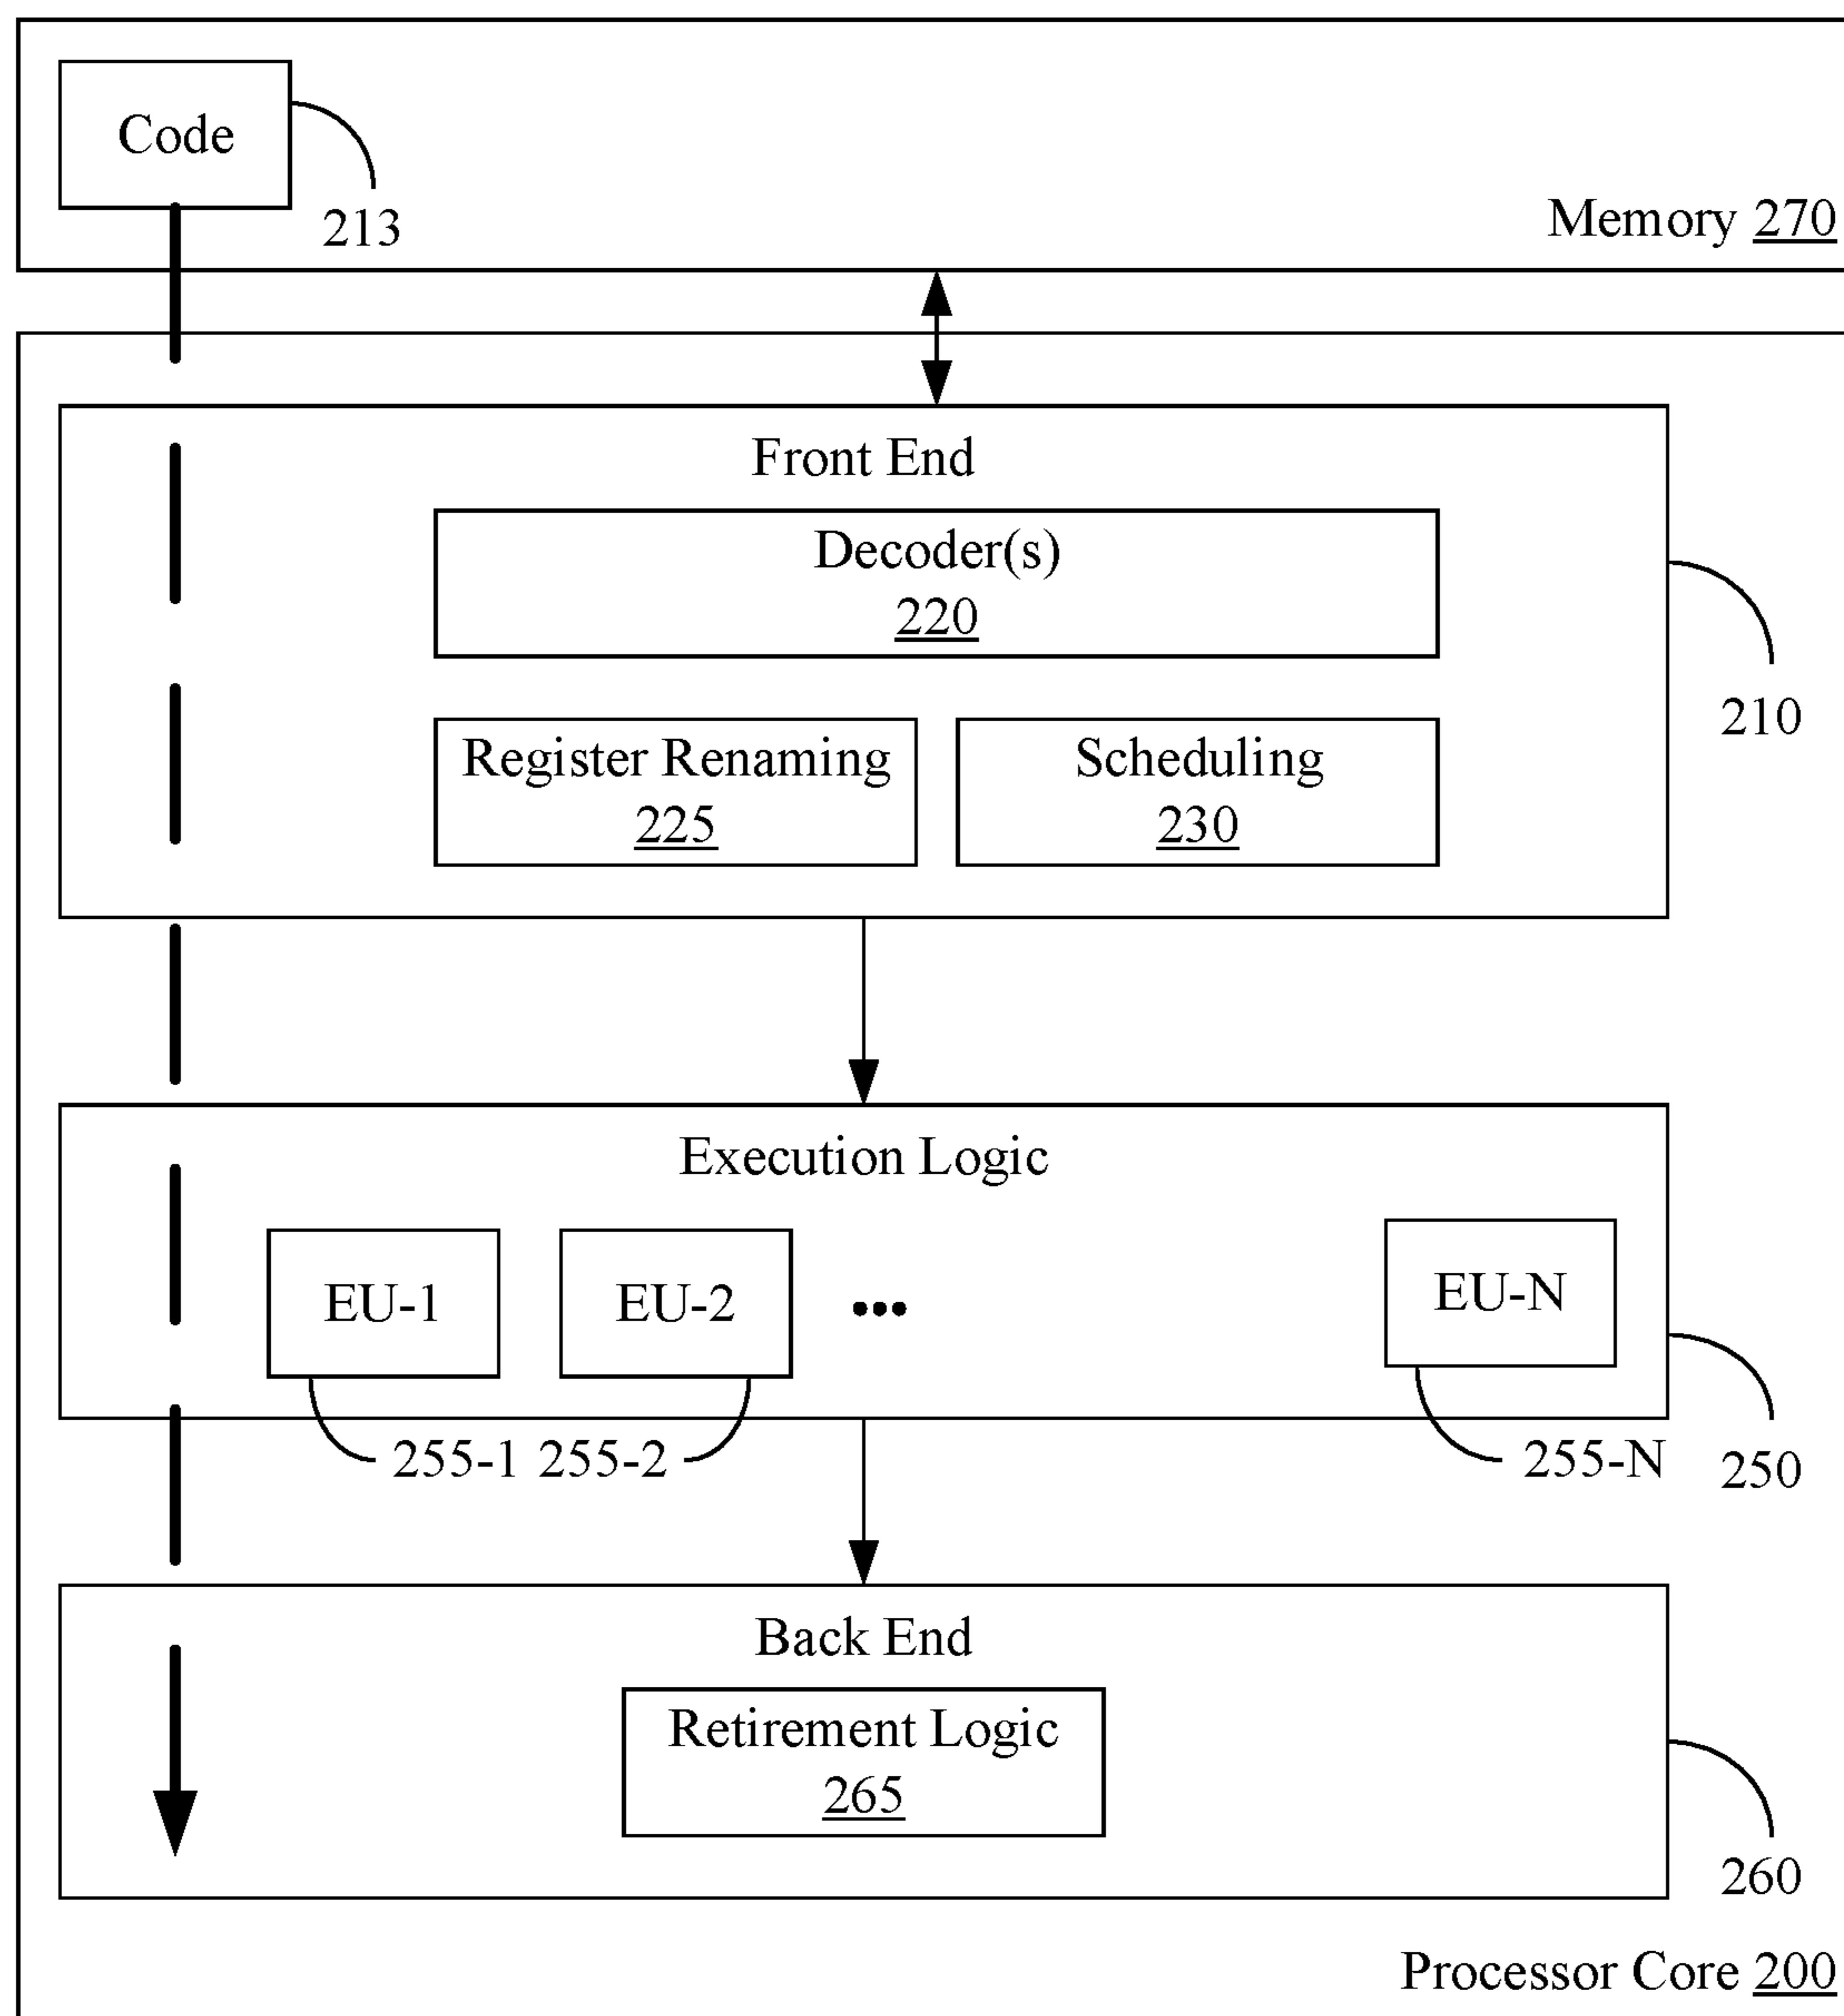 Code
213
Memory 270
Front End
Decoder(s)
220
210
Register Renaming
225
Scheduling
230
Execution Logic
EU-1
EU-2
•••
EU-N
255-1 255-2
255-N
250
Back End
Retirement Logic
265
260
Processor Core 200